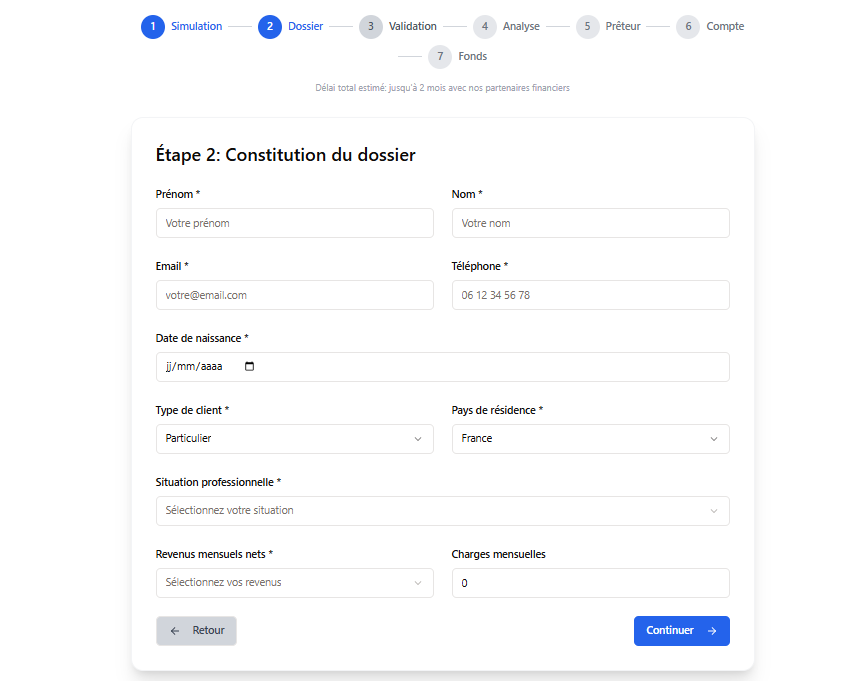 1 Simulation 2 Dossier 3 Validation 4 Analyse 5 Prêteur 6 Compte
7 Fonds
Délai total estimé: jusqu'à 2 mois avec nos partenaires financiers
Étape 2: Constitution du dossier
Prénom * Nom *
Votre prénom Votre nom
Email * Téléphone *
votre@email.com 06 12 34 56 78
Date de naissance *
jj/mm/aaaa
Type de client * Pays de résidence *
Particulier France
Situation professionnelle *
Sélectionnez votre situation
Revenus mensuels nets * Charges mensuelles
Sélectionnez vos revenus 0
← Retour Continuer →